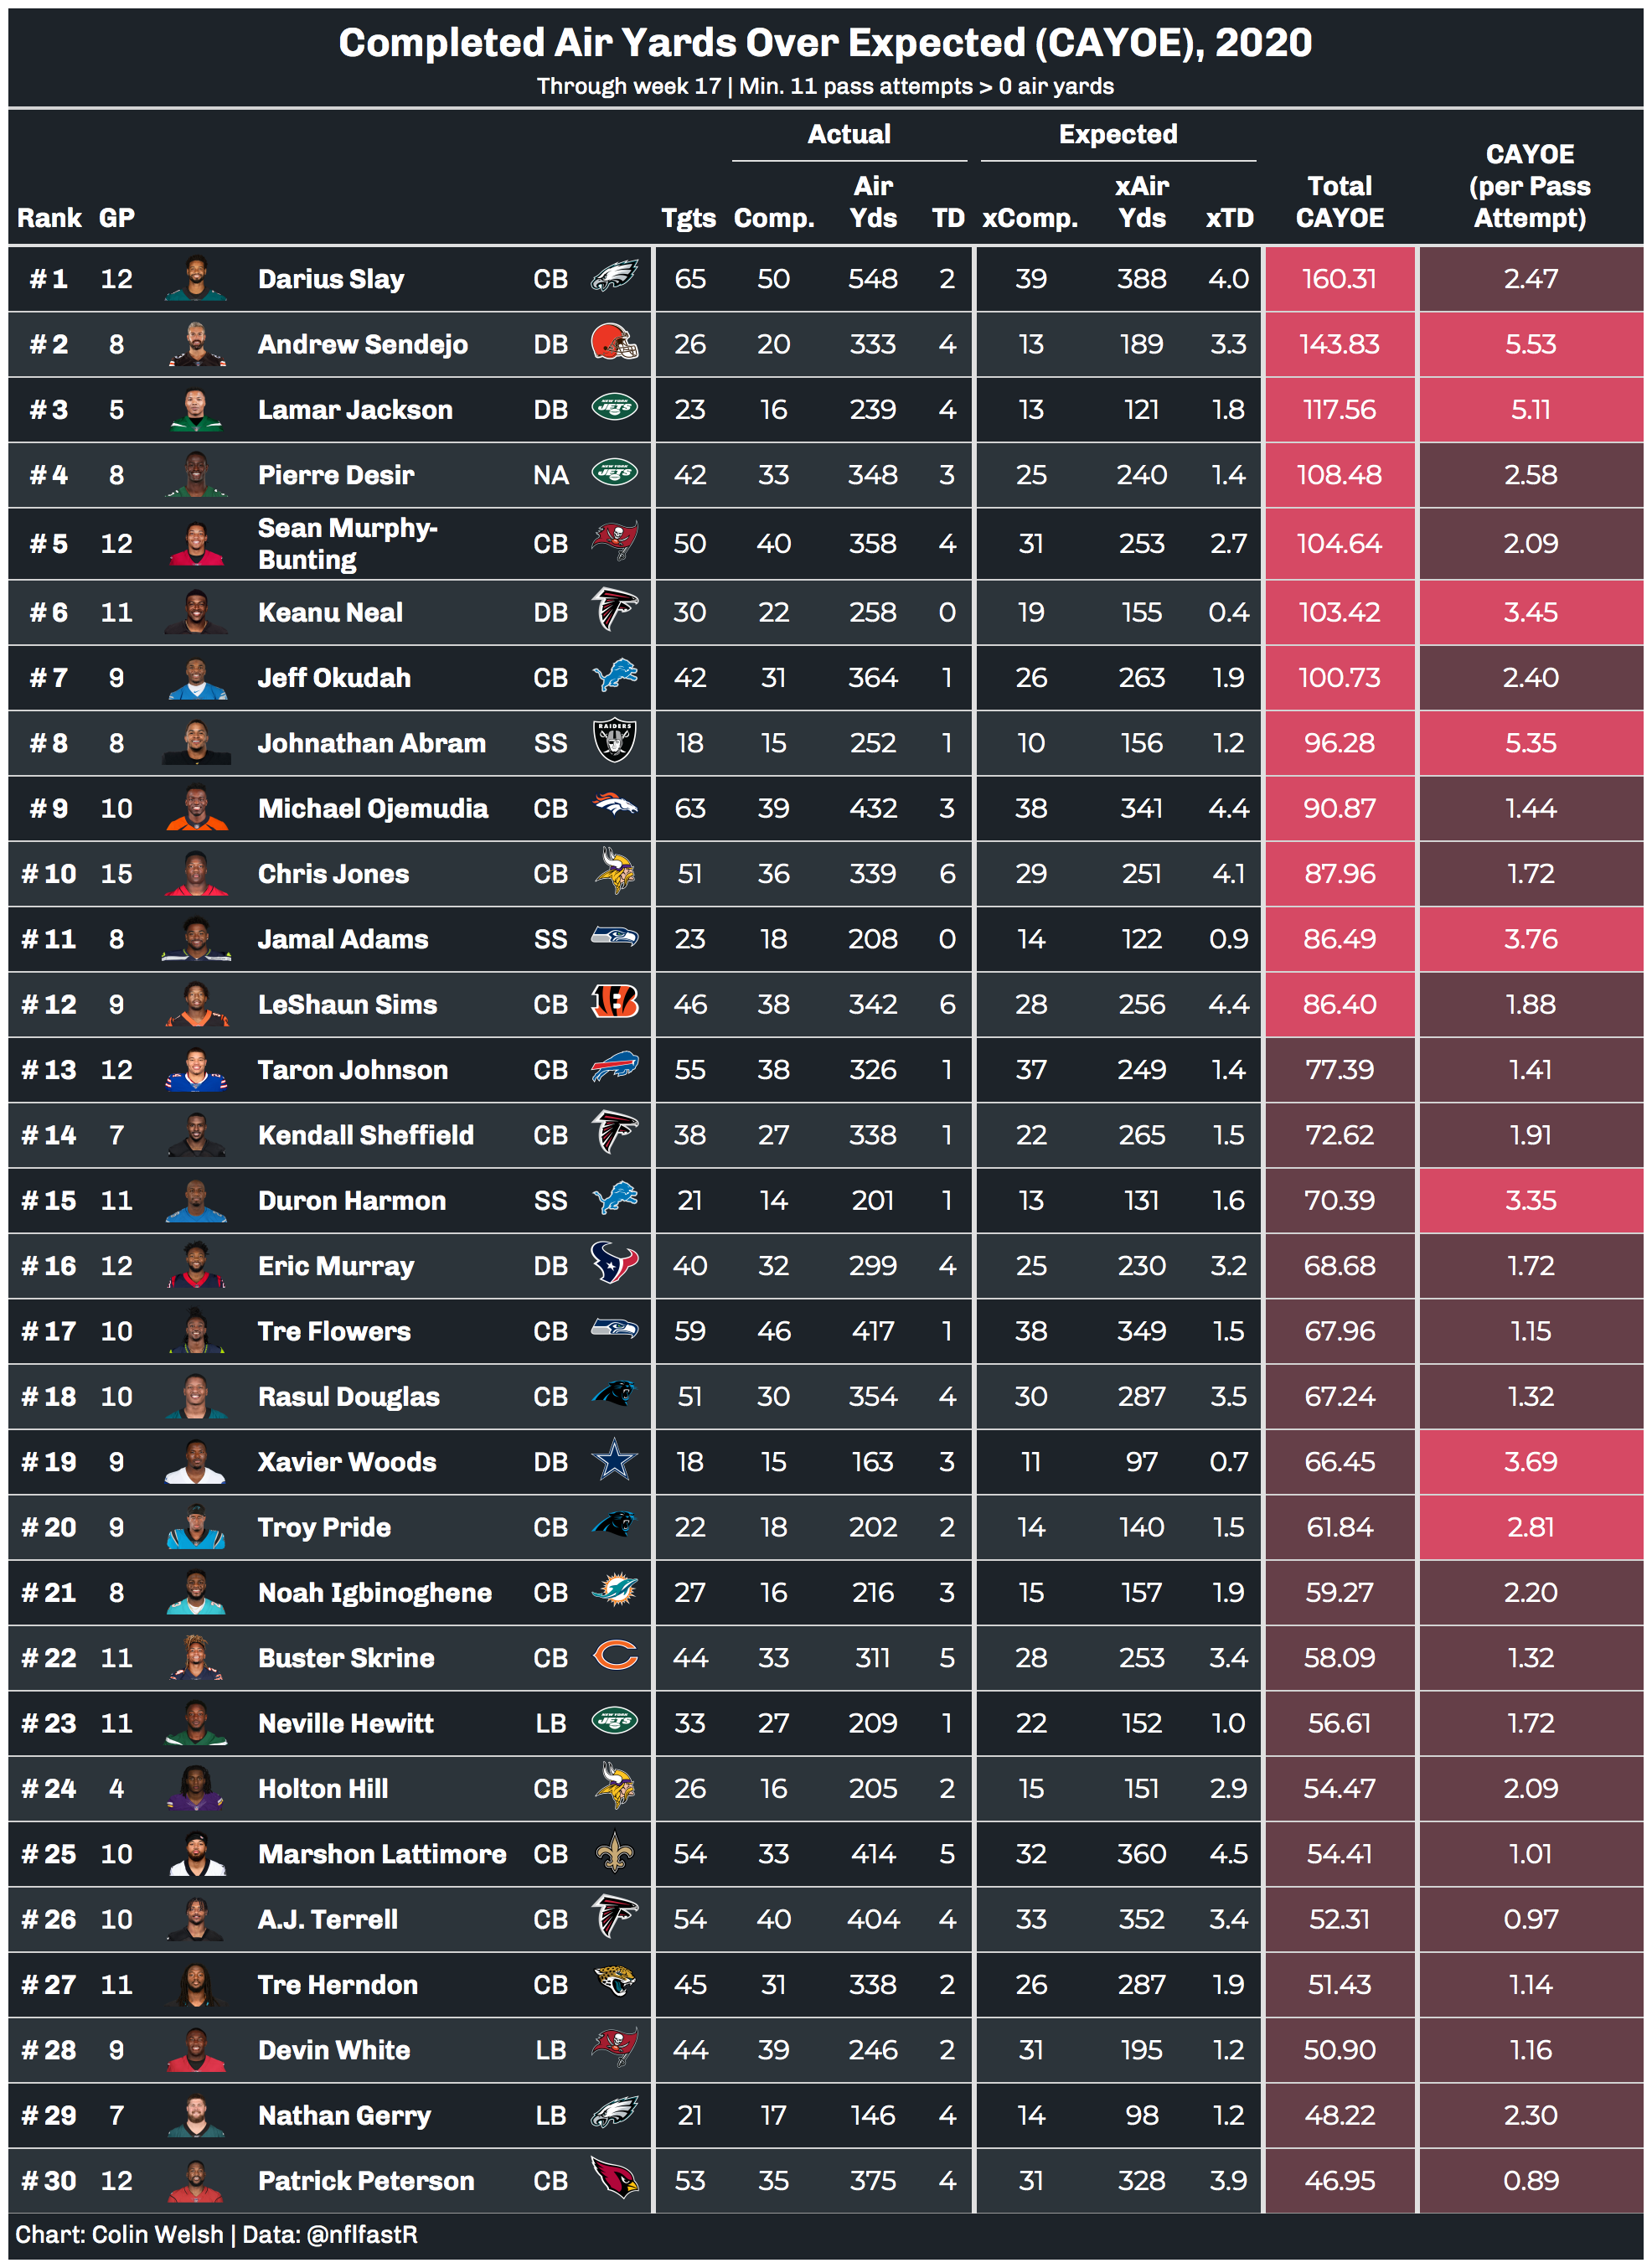 Completed Air Yards Over Expected (CAYOE), 2020
Through week 17 | Min. 11 pass attempts > 0 air yards
Actual Expected
Rank GP Tgts Comp. Air Yds TD xComp. xAir Yds xTD Total CAYOE CAYOE (per Pass Attempt)
# 1 12 Darius Slay CB 65 50 548 2 39 388 4.0 160.31 2.47
# 2 8 Andrew Sendejo DB 26 20 333 4 13 189 3.3 143.83 5.53
# 3 5 Lamar Jackson DB NEW YORK JETS 23 16 239 4 13 121 1.8 117.56 5.11
# 4 8 Pierre Desir NA NEW YORK JETS 42 33 348 3 25 240 1.4 108.48 2.58
# 5 12 Sean Murphy-Bunting CB 50 40 358 4 31 253 2.7 104.64 2.09
# 6 11 Keanu Neal DB 30 22 258 0 19 155 0.4 103.42 3.45
# 7 9 Jeff Okudah CB 42 31 364 1 26 263 1.9 100.73 2.40
# 8 8 Johnathan Abram SS RAIDERS 18 15 252 1 10 156 1.2 96.28 5.35
# 9 10 Michael Ojemudia CB 63 39 432 3 38 341 4.4 90.87 1.44
# 10 15 Chris Jones CB 51 36 339 6 29 251 4.1 87.96 1.72
# 11 8 Jamal Adams SS 23 18 208 0 14 122 0.9 86.49 3.76
# 12 9 LeShaun Sims CB 46 38 342 6 28 256 4.4 86.40 1.88
# 13 12 Taron Johnson CB 55 38 326 1 37 249 1.4 77.39 1.41
# 14 7 Kendall Sheffield CB 38 27 338 1 22 265 1.5 72.62 1.91
# 15 11 Duron Harmon SS 21 14 201 1 13 131 1.6 70.39 3.35
# 16 12 Eric Murray DB 40 32 299 4 25 230 3.2 68.68 1.72
# 17 10 Tre Flowers CB 59 46 417 1 38 349 1.5 67.96 1.15
# 18 10 Rasul Douglas CB 51 30 354 4 30 287 3.5 67.24 1.32
# 19 9 Xavier Woods DB 18 15 163 3 11 97 0.7 66.45 3.69
# 20 9 Troy Pride CB 22 18 202 2 14 140 1.5 61.84 2.81
# 21 8 Noah Igbinoghene CB 27 16 216 3 15 157 1.9 59.27 2.20
# 22 11 Buster Skrine CB 44 33 311 5 28 253 3.4 58.09 1.32
# 23 11 Neville Hewitt LB NEW YORK JETS 33 27 209 1 22 152 1.0 56.61 1.72
# 24 4 Holton Hill CB 26 16 205 2 15 151 2.9 54.47 2.09
# 25 10 Marshon Lattimore CB 54 33 414 5 32 360 4.5 54.41 1.01
# 26 10 A.J. Terrell CB 54 40 404 4 33 352 3.4 52.31 0.97
# 27 11 Tre Herndon CB 45 31 338 2 26 287 1.9 51.43 1.14
# 28 9 Devin White LB 44 39 246 2 31 195 1.2 50.90 1.16
# 29 7 Nathan Gerry LB 21 17 146 4 14 98 1.2 48.22 2.30
# 30 12 Patrick Peterson CB 53 35 375 4 31 328 3.9 46.95 0.89
Chart: Colin Welsh | Data: @nflfastR